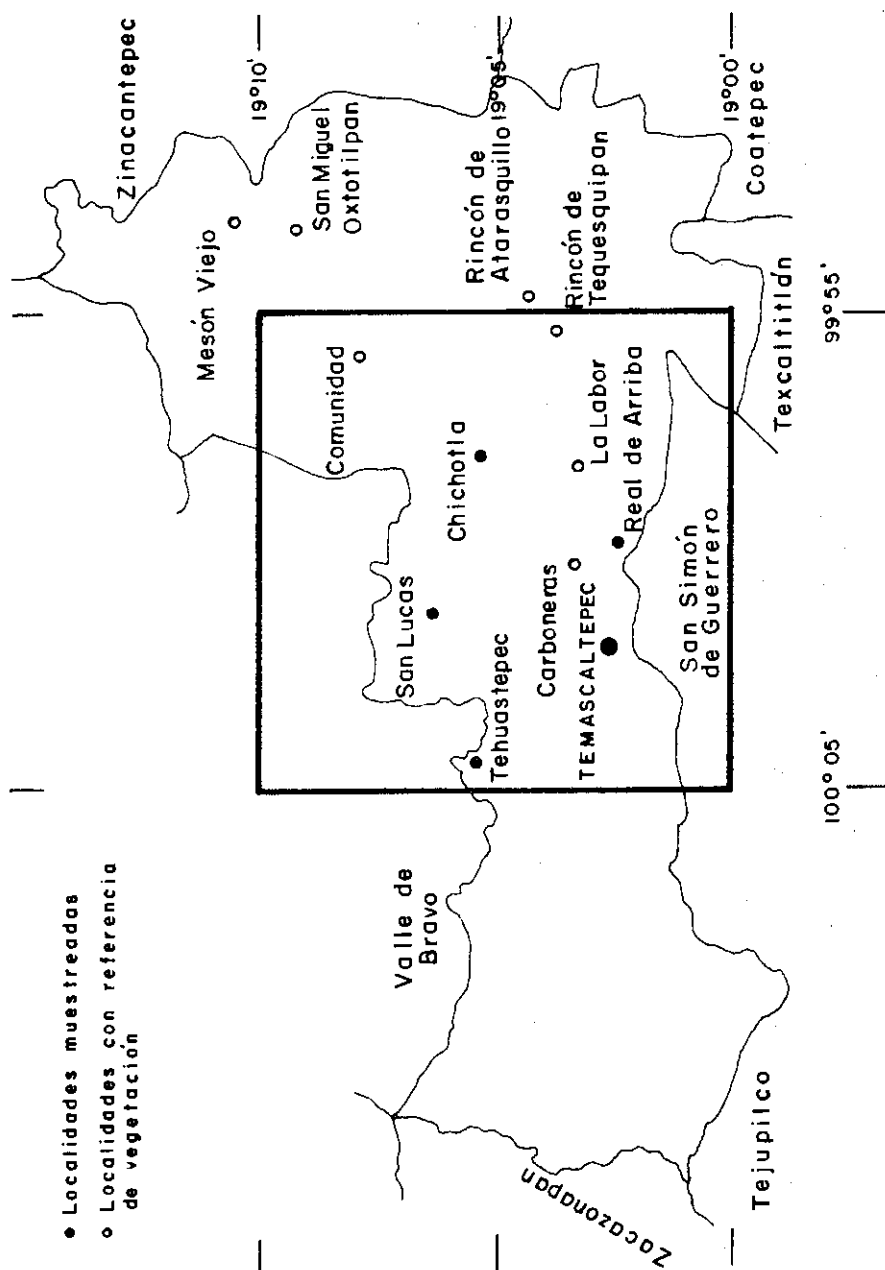 ● Localidades muestreadas
○ Localidades con referencia
de vegetación
Zinacantepec
19°10'
Mesón Viejo
San Miguel
Oxtotilpan
Comunidad
Rincón de
Atarasquillo
19°05'
Rincón de
Tequesquipan
Chichotla
San Lucas
Tehuastepec
Valle de
Bravo
La Labor
Real de Arriba
Carboneras
TEMASCALTEPEC
San Simón
de Guerrero
Zacazonapan
Tejupilco
Texcaltitlán
Coatepec
19°00'
100°05'
99°55'